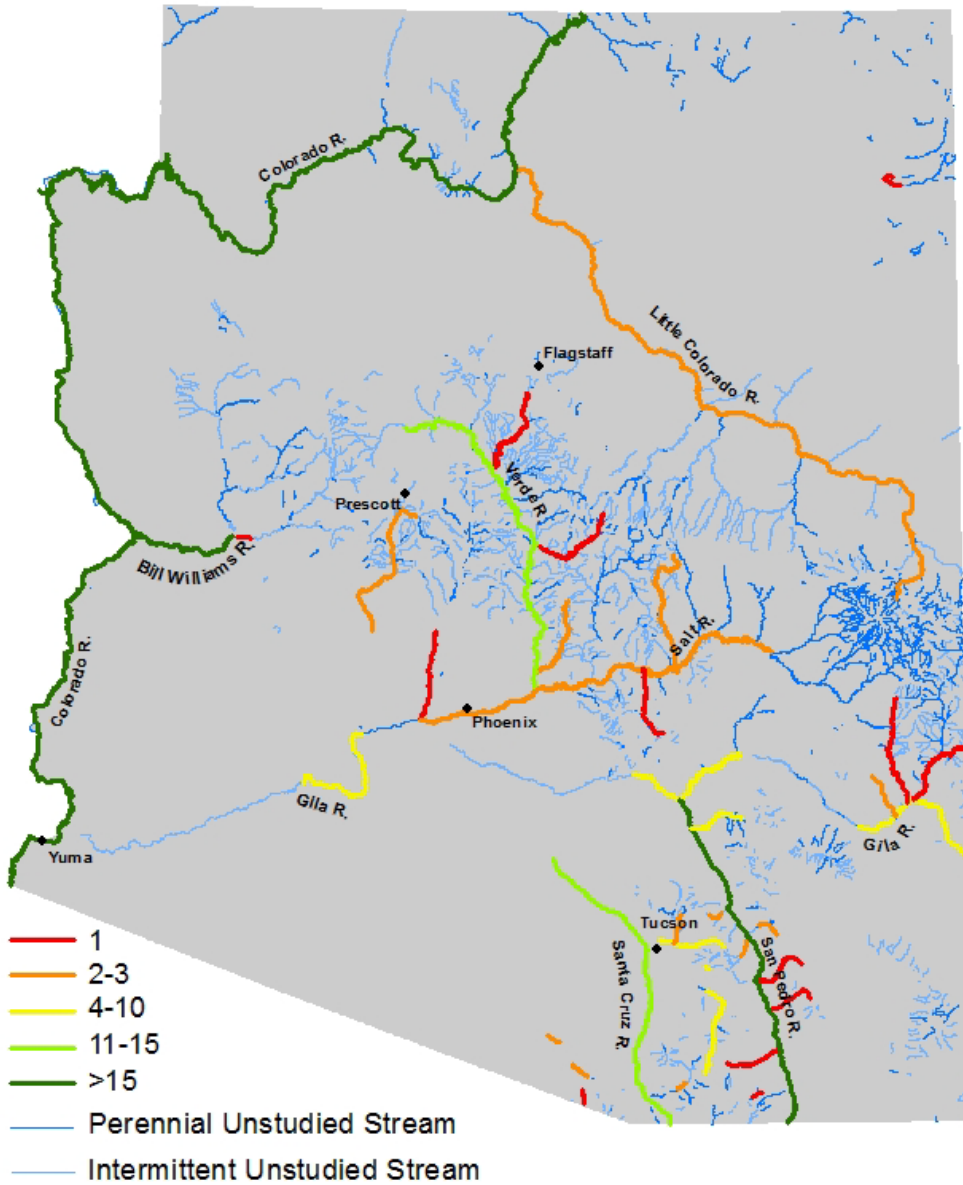 Colorado R.
Little Colorado R.
Flagstaff
Verde R.
Prescott
Bill Williams R.
Salt R.
Colorado R.
Phoenix
Gila R.
Gila R.
Yuma
Tucson
Santa Cruz R.
San Pedro R.
1
2-3
4-10
11-15
>15
Perennial Unstudied Stream
Intermittent Unstudied Stream